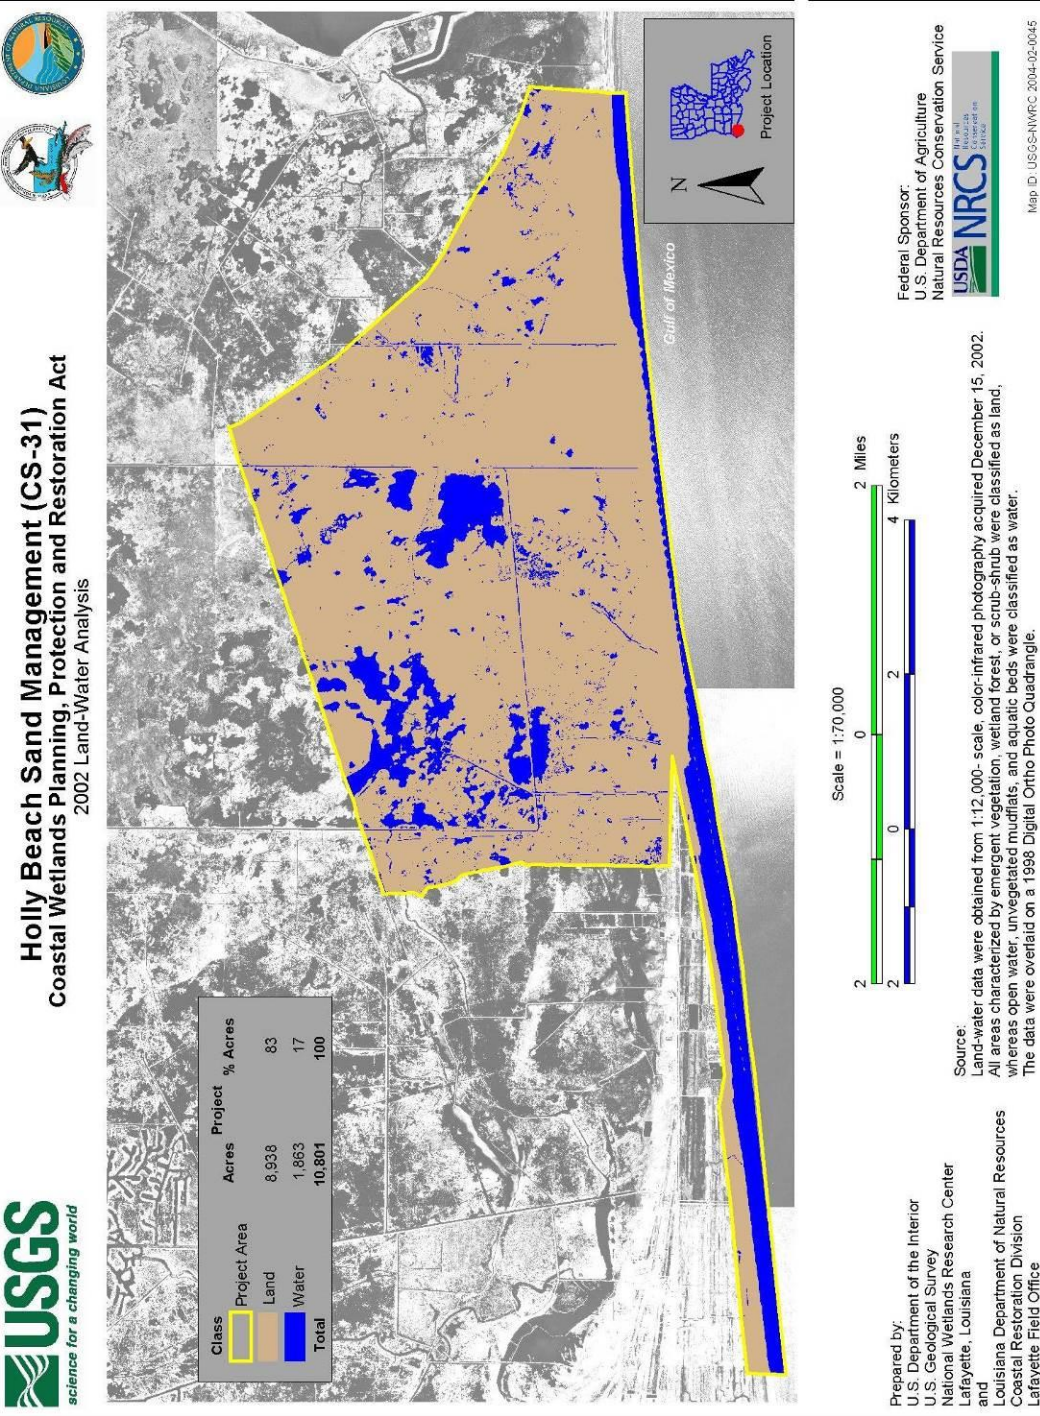 USGS
science for a changing world
Holly Beach Sand Management (CS-31)
Coastal Wetlands Planning, Protection and Restoration Act
2002 Land-Water Analysis
Class
Acres
Project
% Acres
Project Area
Land 8,938 83
Water 1,863 17
Total 10,801 100
Gulf of Mexico
N
Project Location
Scale = 1:70,000
2 0 2 Miles
2 0 2 4 Kilometers
Prepared by:
U.S. Department of the Interior
U.S. Geological Survey
National Wetlands Research Center
Lafayette, Louisiana
and
Louisiana Department of Natural Resources
Coastal Restoration Division
Lafayette Field Office
Source:
Land-water data were obtained from 1:12,000- scale, color-infrared photography acquired December 15, 2002.
All areas characterized by emergent vegetation, wetland forest, or scrub-shrub were classified as land,
whereas open water, unvegetated mudflats, and aquatic beds were classified as water.
The data were overlaid on a 1998 Digital Ortho Photo Quadrangle.
Federal Sponsor:
U.S. Department of Agriculture
Natural Resources Conservation Service
USDA NRCS
Natural
Resources
Conservation
Service
Map ID: USGS-NWRC 2004-02-0045